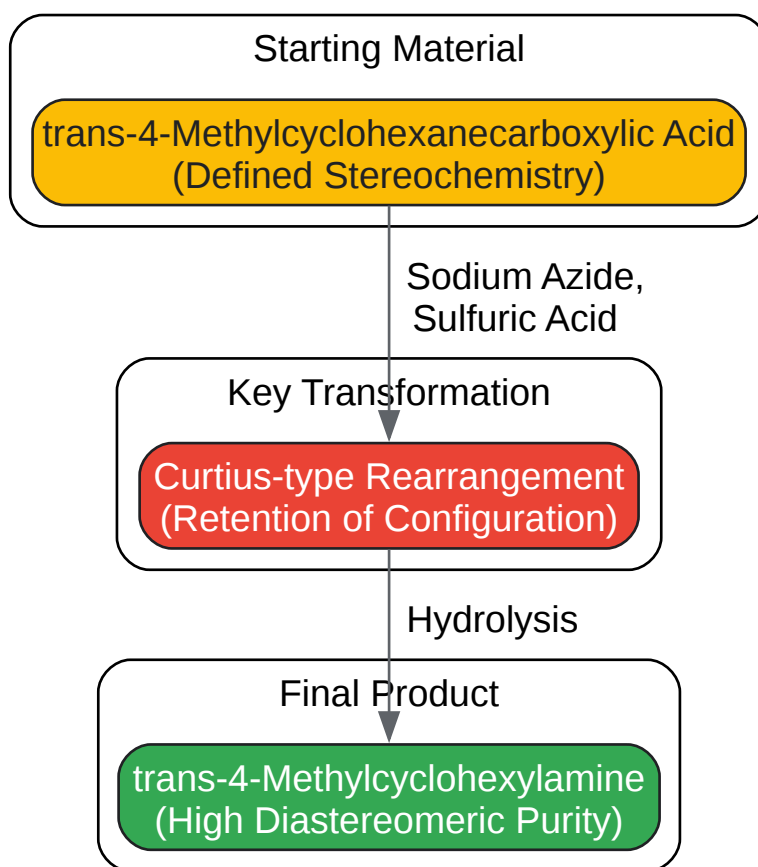 Starting Material
trans-4-Methylcyclohexanecarboxylic Acid
(Defined Stereochemistry)
Sodium Azide,
Sulfuric Acid
Key Transformation
Curtius-type Rearrangement
(Retention of Configuration)
Hydrolysis
Final Product
trans-4-Methylcyclohexylamine
(High Diastereomeric Purity)